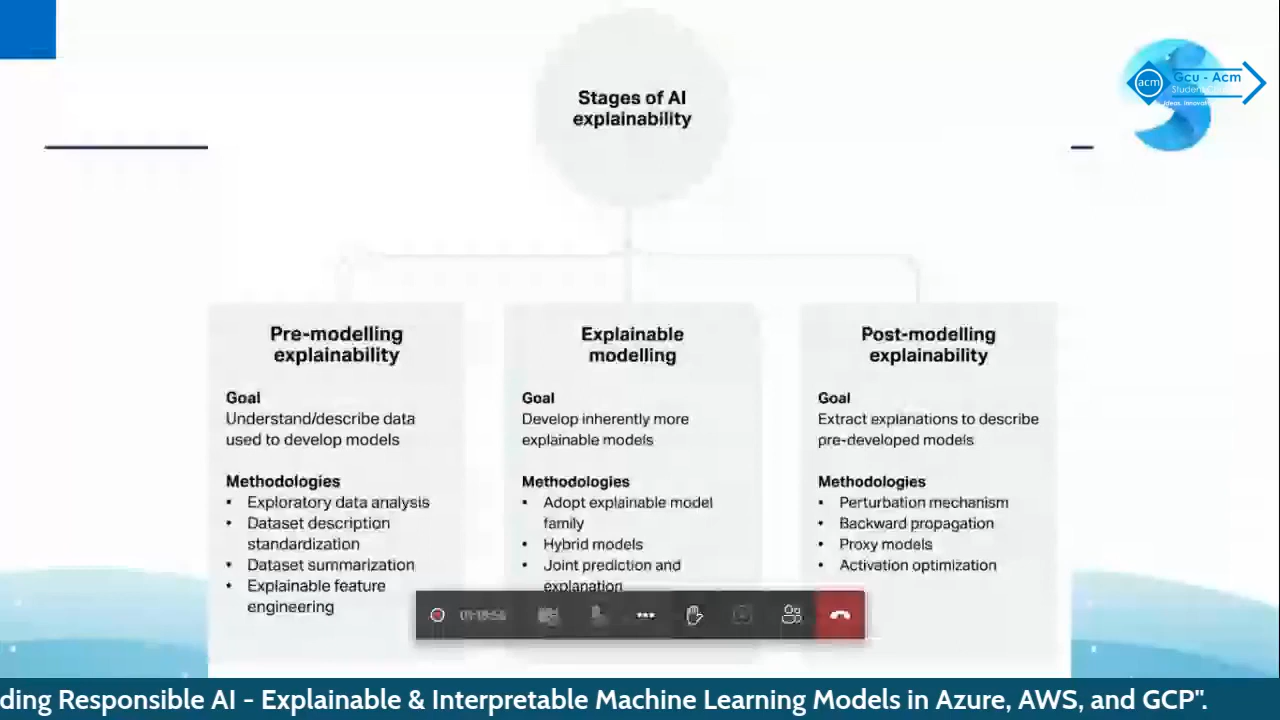 Stages of AI
explainability
acm
Gcu - Acm
Pre-modelling
explainability
Goal
Understand/describe data
used to develop models
Methodologies
• Exploratory data analysis
• Dataset description
standardization
• Dataset summarization
• Explainable feature
engineering
Explainable
modelling
Goal
Develop inherently more
explainable models
Methodologies
• Adopt explainable model
family
• Hybrid models
• Joint prediction and
explanation
Post-modelling
explainability
Goal
Extract explanations to describe
pre-developed models
Methodologies
• Perturbation mechanism
• Backward propagation
• Proxy models
• Activation optimization
ding Responsible AI - Explainable & Interpretable Machine Learning Models in Azure, AWS, and GCP".